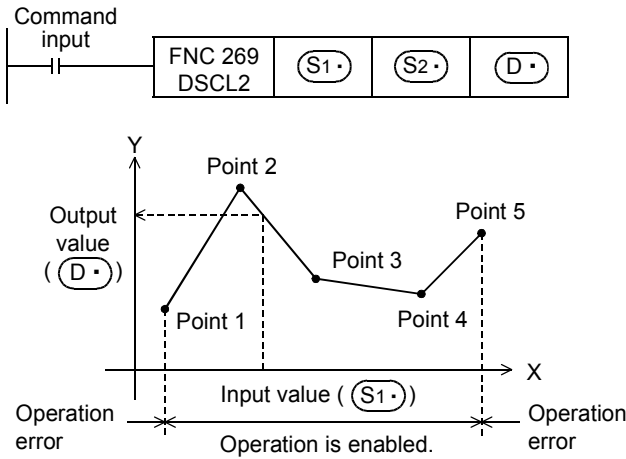 Command
input
FNC 269
DSCL2
S1・
S2・
D・
Y
Point 2
Output
value
( D・ )
Point 5
Point 3
Point 1
Point 4
X
Input value ( S1・ )
Operation
error
Operation is enabled.
Operation
error